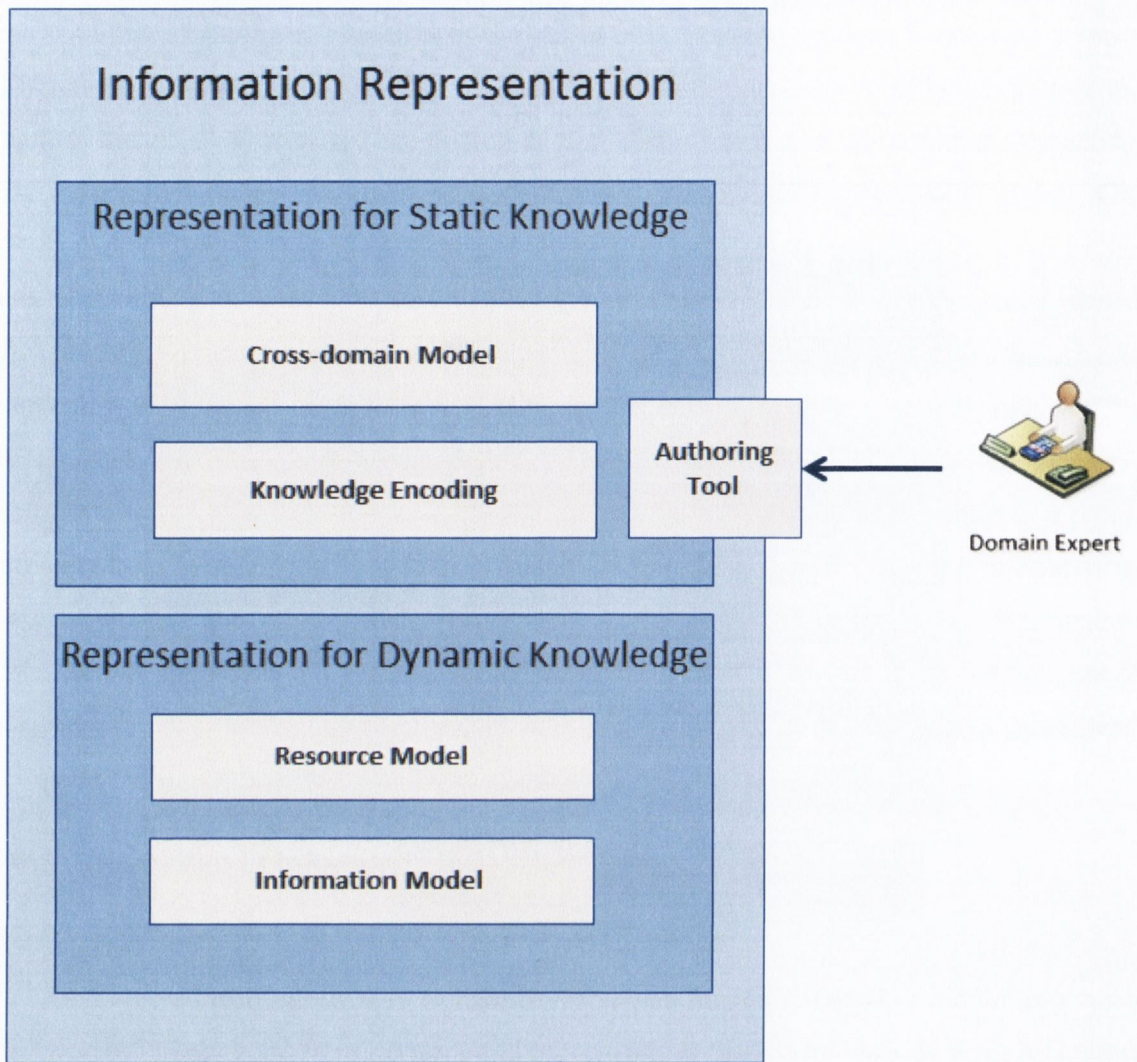 Information Representation
Representation for Static Knowledge
Cross-domain Model
Knowledge Encoding
Authoring
Tool
Domain Expert
Representation for Dynamic Knowledge
Resource Model
Information Model